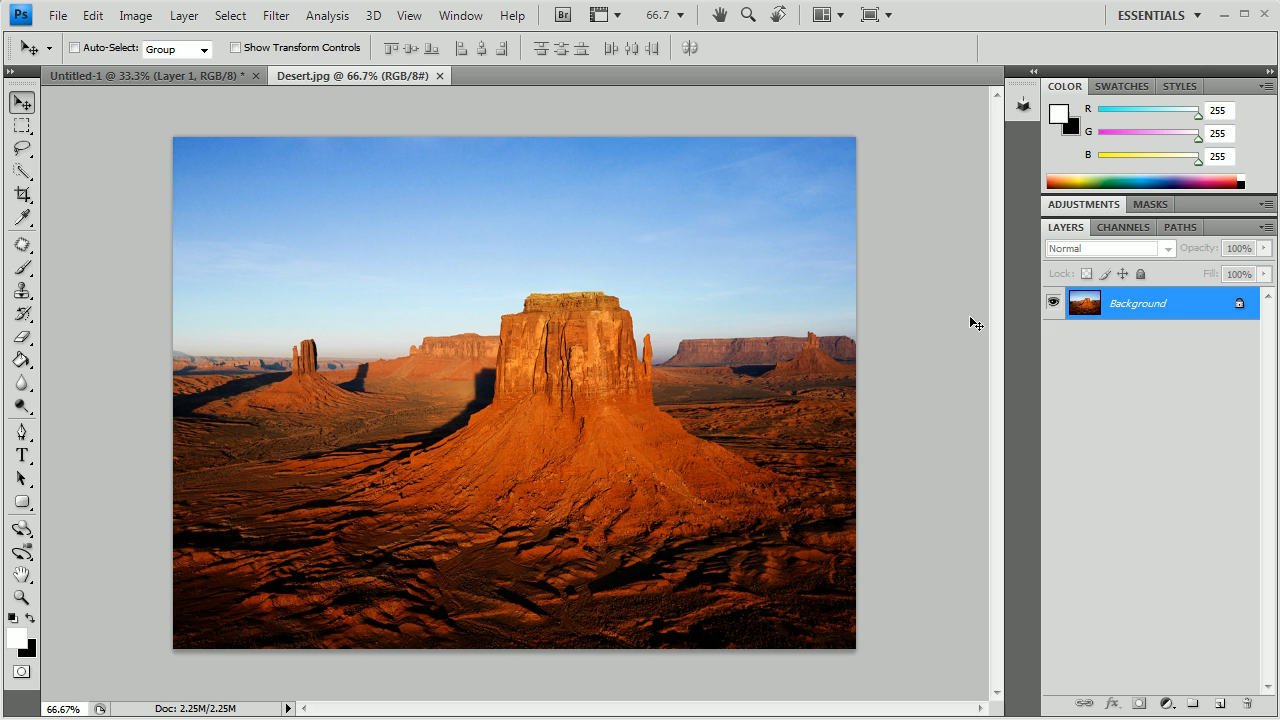 Ps File Edit Image Layer Select Filter Analysis 3D View Window Help Br 66.7 ESSENTIALS
Auto-Select: Group Show Transform Controls
Untitled-1 @ 33.3% (Layer 1, RGB/8) * Desert.jpg @ 66.7% (RGB/8#)
COLOR SWATCHES STYLES
R 255
G 255
B 255
ADJUSTMENTS MASKS
LAYERS CHANNELS PATHS
Normal Opacity: 100%
Lock: Fill: 100%
Background
T
fx
66.67% Doc: 2.25M/2.25M